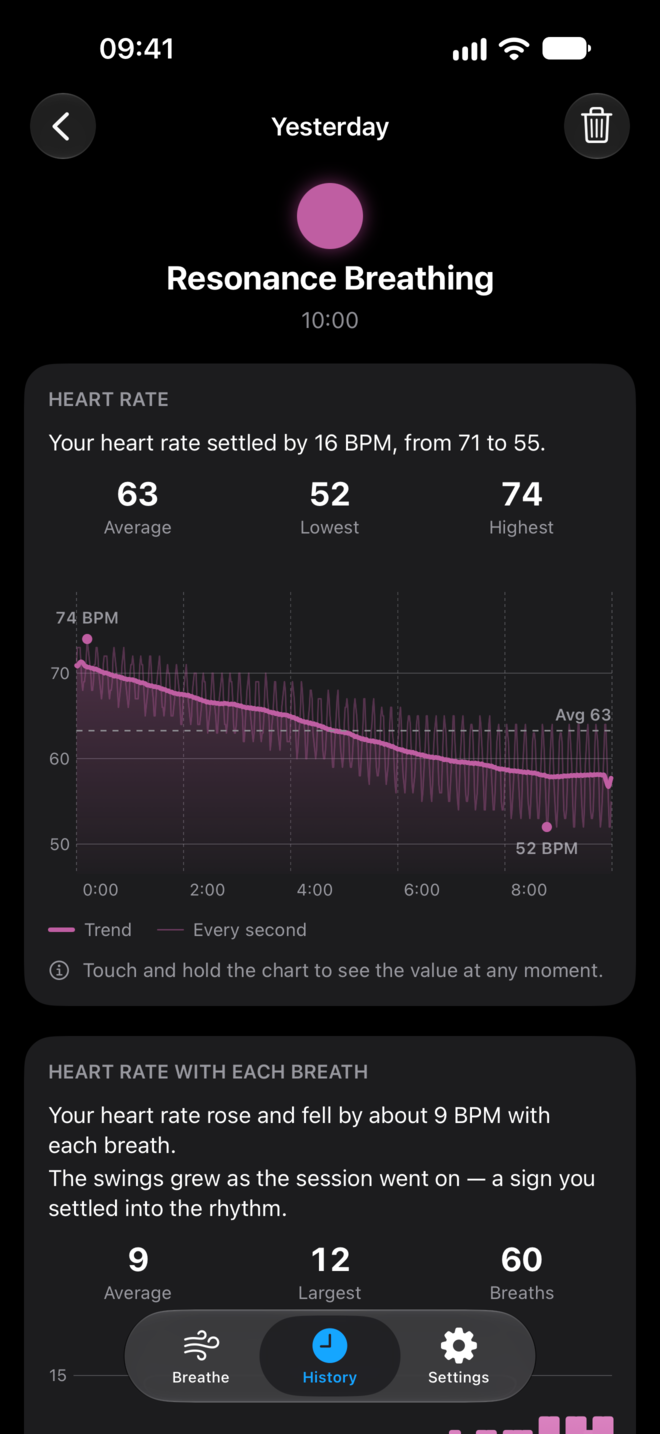 09:41
Yesterday
Resonance Breathing
10:00
HEART RATE
Your heart rate settled by 16 BPM, from 71 to 55.
63 52 74
Average Lowest Highest
74 BPM
70
Avg 63
60
50
52 BPM
0:00 2:00 4:00 6:00 8:00
Trend Every second
Touch and hold the chart to see the value at any moment.
HEART RATE WITH EACH BREATH
Your heart rate rose and fell by about 9 BPM with
each breath.
The swings grew as the session went on — a sign you
settled into the rhythm.
9 12 60
Average Largest Breaths
15
Breathe History Settings